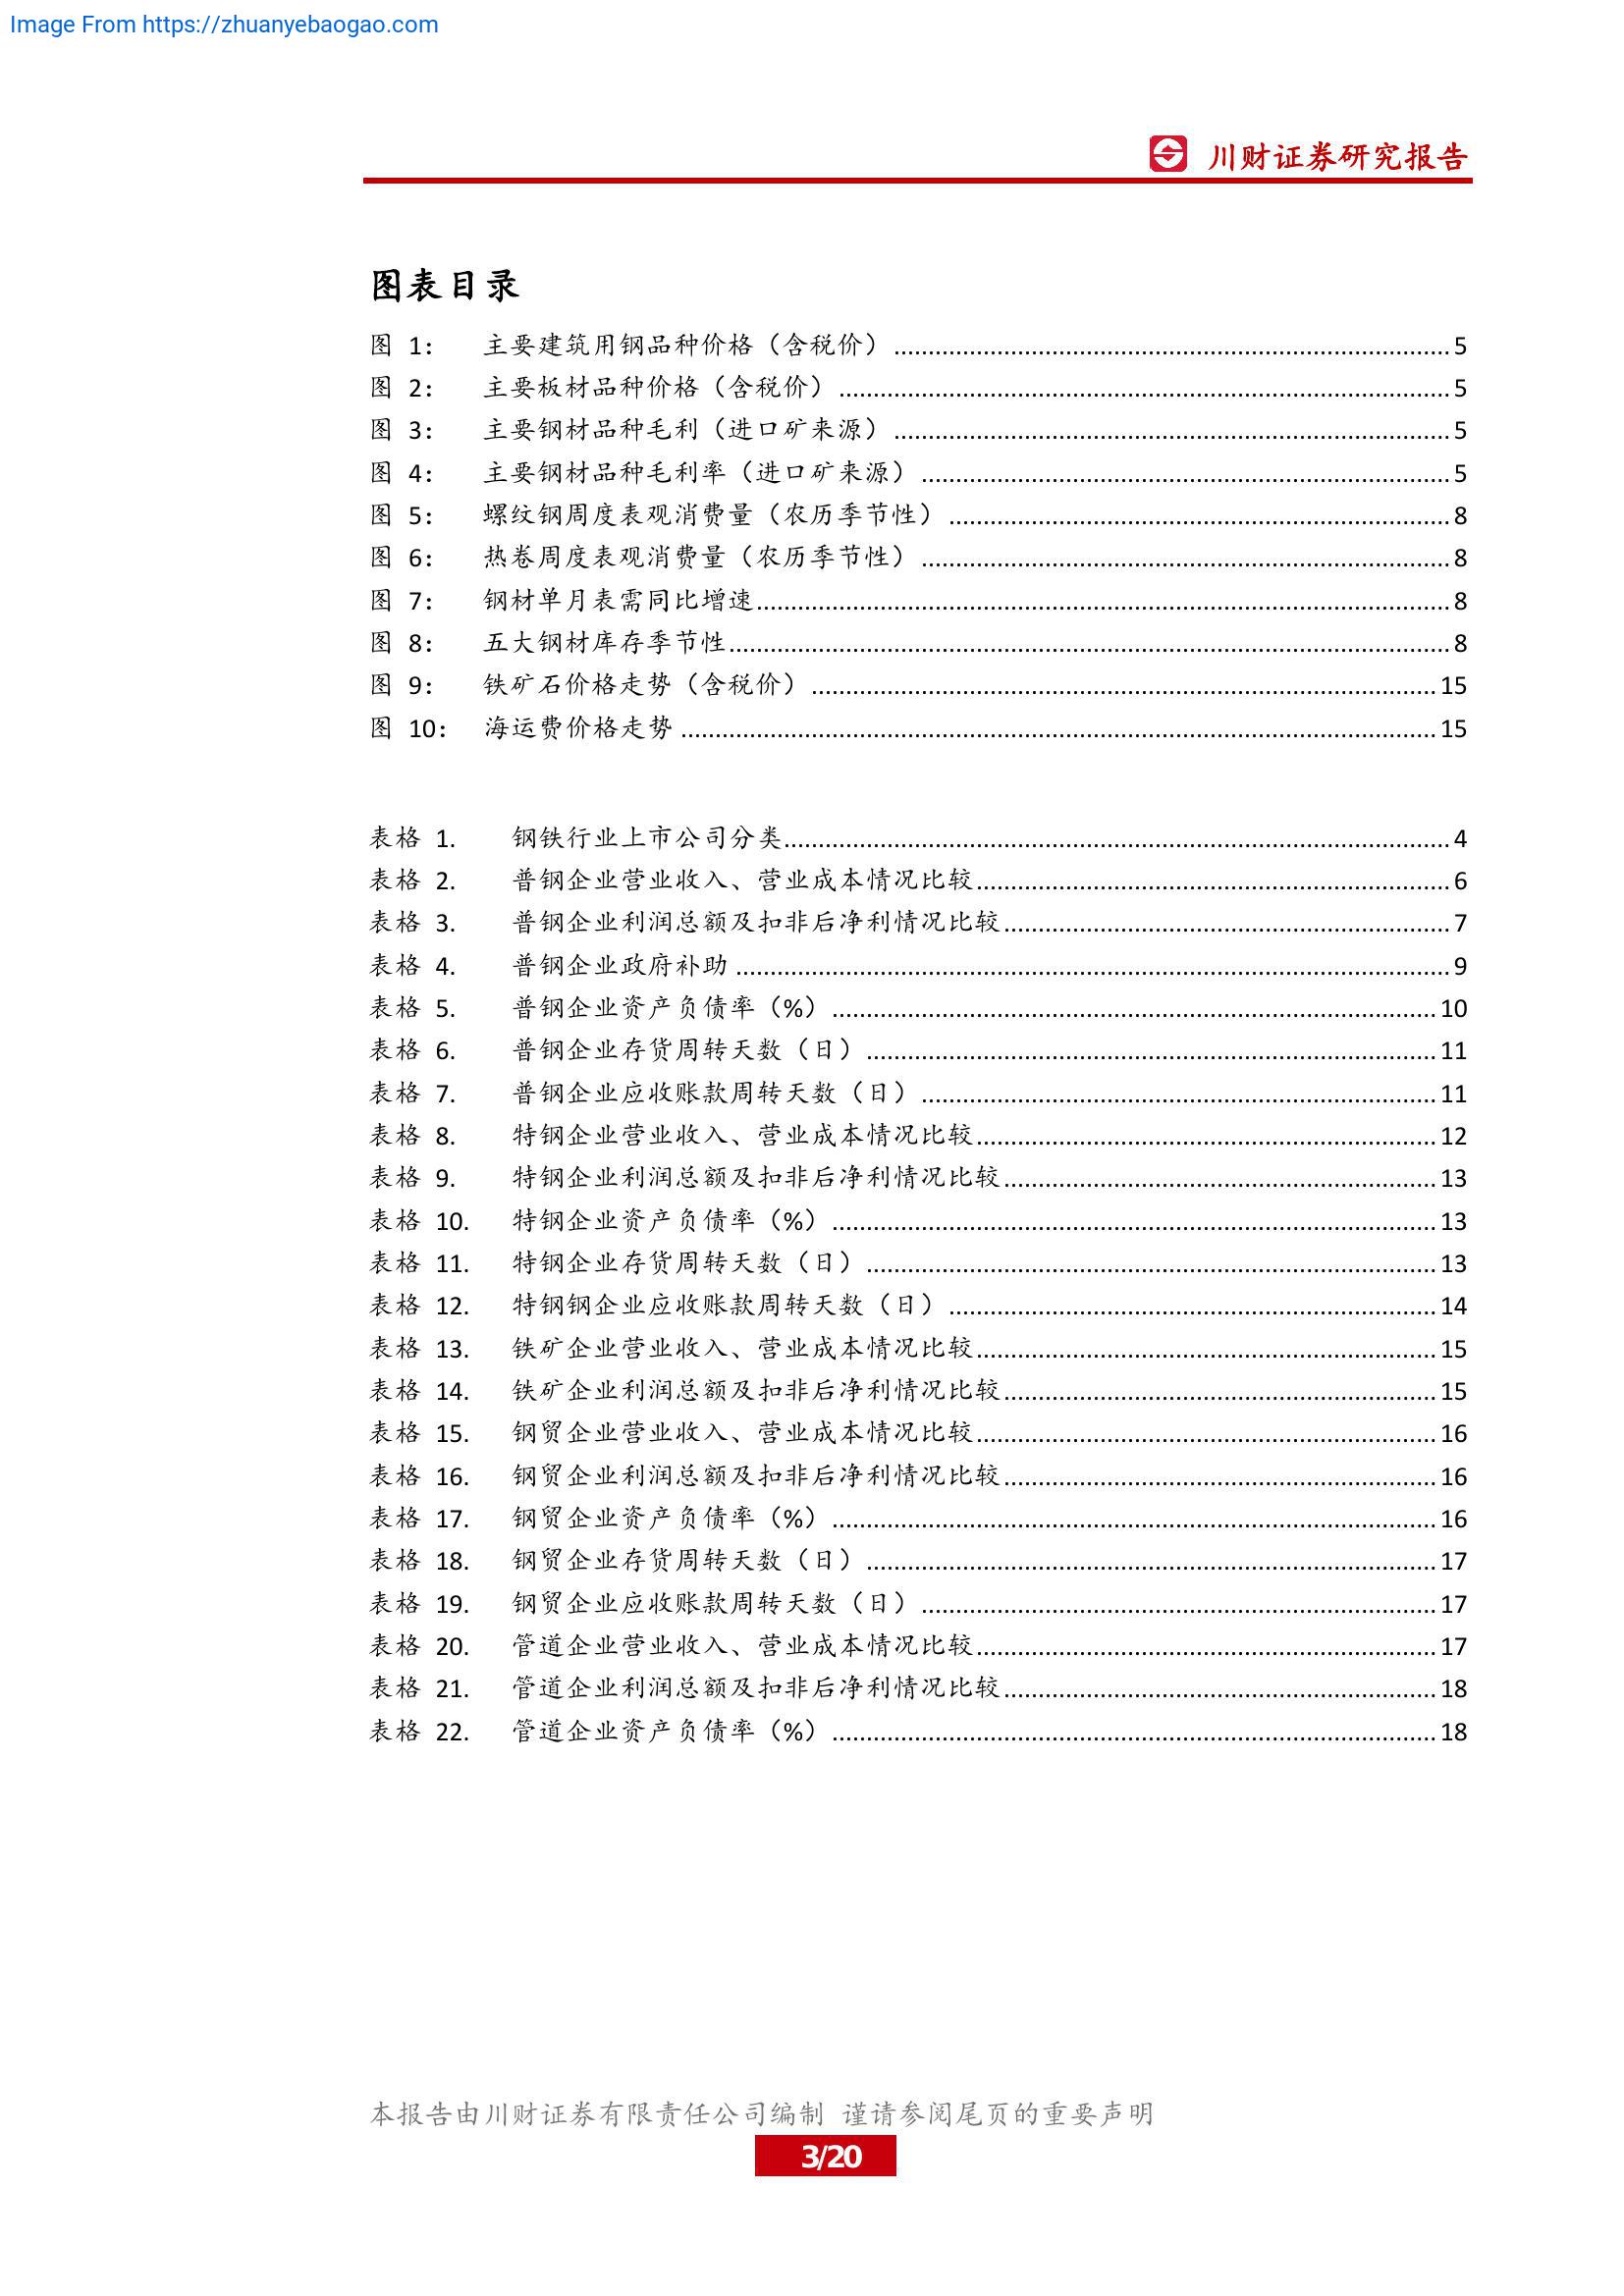 Image From https://zhuanyebaogao.com
川财证券研究报告
图表目录
图 1： 主要建筑用钢品种价格（含税价）........ 5
图 2： 主要板材品种价格（含税价）........ 5
图 3： 主要钢材品种毛利（进口矿来源）........ 5
图 4： 主要钢材品种毛利率（进口矿来源）........ 5
图 5： 螺纹钢周度表观消费量（农历季节性）........ 8
图 6： 热卷周度表观消费量（农历季节性）........ 8
图 7： 钢材单月表需同比增速........ 8
图 8： 五大钢材库存季节性........ 8
图 9： 铁矿石价格走势（含税价）........ 15
图 10： 海运费价格走势........ 15
表格 1. 钢铁行业上市公司分类........ 4
表格 2. 普钢企业营业收入、营业成本情况比较........ 6
表格 3. 普钢企业利润总额及扣非后净利情况比较........ 7
表格 4. 普钢企业政府补助........ 9
表格 5. 普钢企业资产负债率（%）........ 10
表格 6. 普钢企业存货周转天数（日）........ 11
表格 7. 普钢企业应收账款周转天数（日）........ 11
表格 8. 特钢企业营业收入、营业成本情况比较........ 12
表格 9. 特钢企业利润总额及扣非后净利情况比较........ 13
表格 10. 特钢企业资产负债率（%）........ 13
表格 11. 特钢企业存货周转天数（日）........ 13
表格 12. 特钢钢企业应收账款周转天数（日）........ 14
表格 13. 铁矿企业营业收入、营业成本情况比较........ 15
表格 14. 铁矿企业利润总额及扣非后净利情况比较........ 15
表格 15. 钢贸企业营业收入、营业成本情况比较........ 16
表格 16. 钢贸企业利润总额及扣非后净利情况比较........ 16
表格 17. 钢贸企业资产负债率（%）........ 16
表格 18. 钢贸企业存货周转天数（日）........ 17
表格 19. 钢贸企业应收账款周转天数（日）........ 17
表格 20. 管道企业营业收入、营业成本情况比较........ 17
表格 21. 管道企业利润总额及扣非后净利情况比较........ 18
表格 22. 管道企业资产负债率（%）........ 18
本报告由川财证券有限责任公司编制 谨请参阅尾页的重要声明
3/20